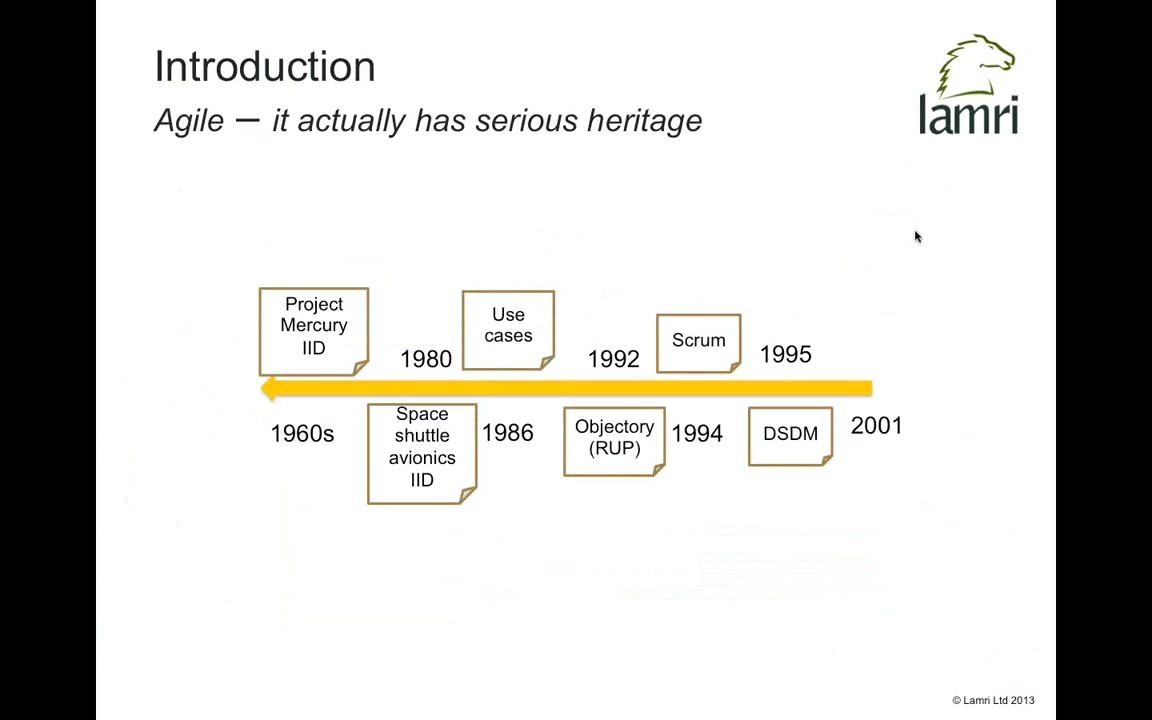 Introduction
Agile – it actually has serious heritage
lamri
Project
Mercury
IID
1980
Use
cases
1992
Scrum
1995
1960s
Space
shuttle
avionics
IID
1986
Objectory
(RUP)
1994
DSDM
2001
© Lamri Ltd 2013